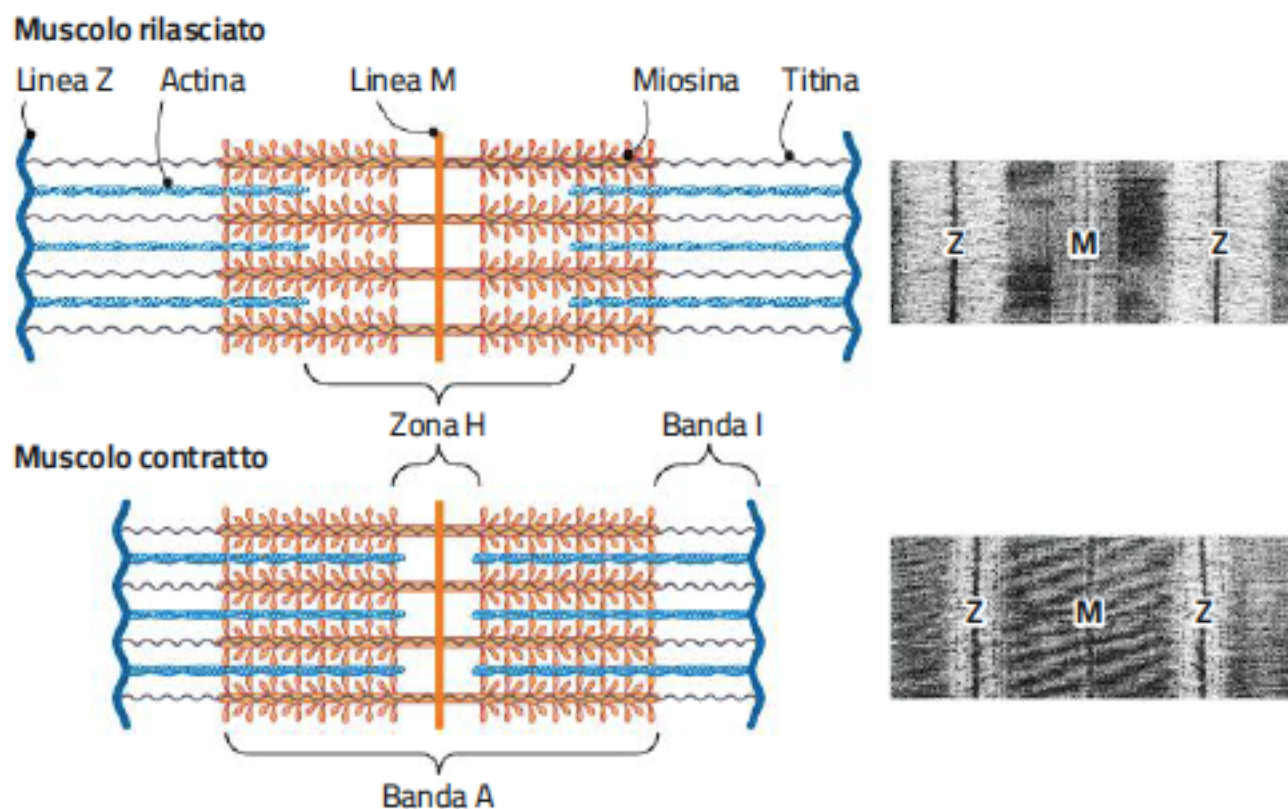 Muscolo rilasciato
Linea Z Actina Linea M Miosina Titina
Z M Z
Zona H Banda I
Muscolo contratto
Z M Z
Banda A